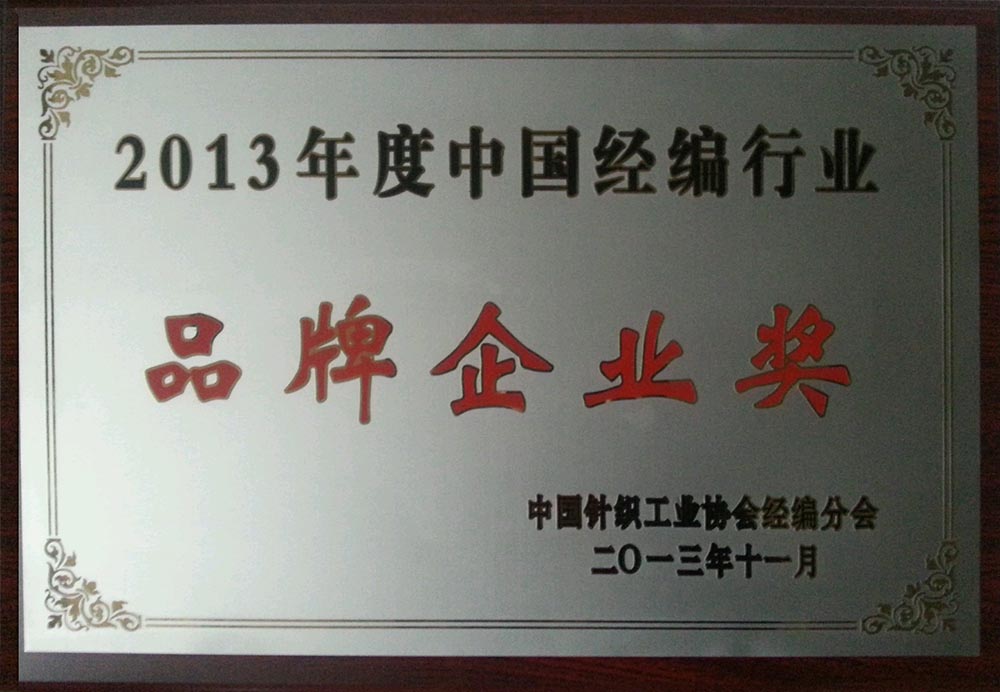 2013年度中国经编行业
品牌企业奖
中国针织工业协会经编分会
二〇一三年十一月